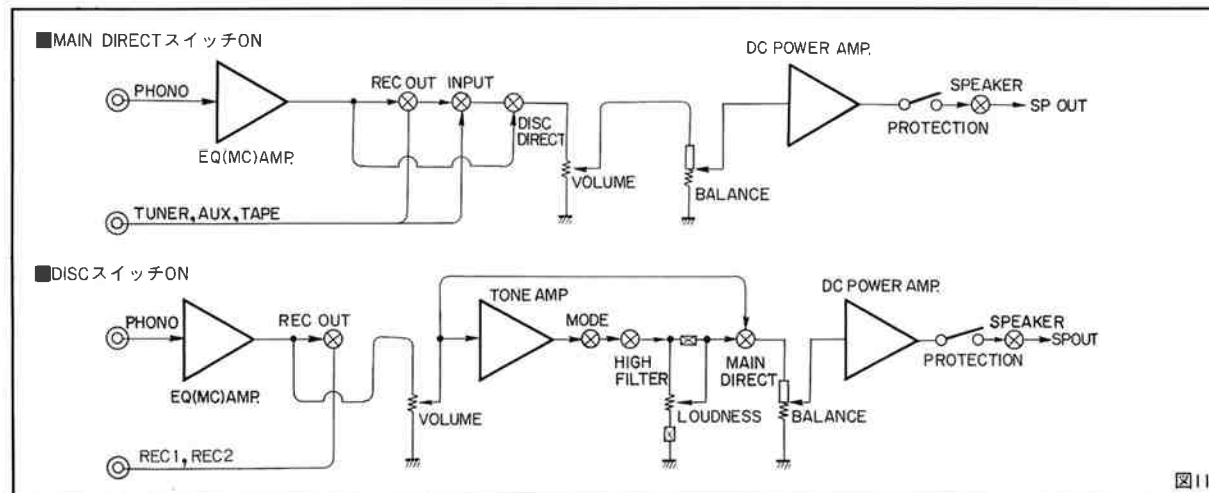 ■MAIN DIRECTスイッチON
DC POWER AMP.
PHONO
REC OUT
INPUT
SPEAKER
SP OUT
DISC
DIRECT
PROTECTION
EQ(MC)AMP.
VOLUME
BALANCE
TUNER,AUX,TAPE
■DISCスイッチON
TONE AMP
DC POWER AMP.
PHONO
REC OUT
MODE
SPEAKER
SPOUT
HIGH
FILTER
MAIN
DIRECT
PROTECTION
EQ(MC)AMP.
VOLUME
LOUDNESS
BALANCE
REC1,REC2
図11